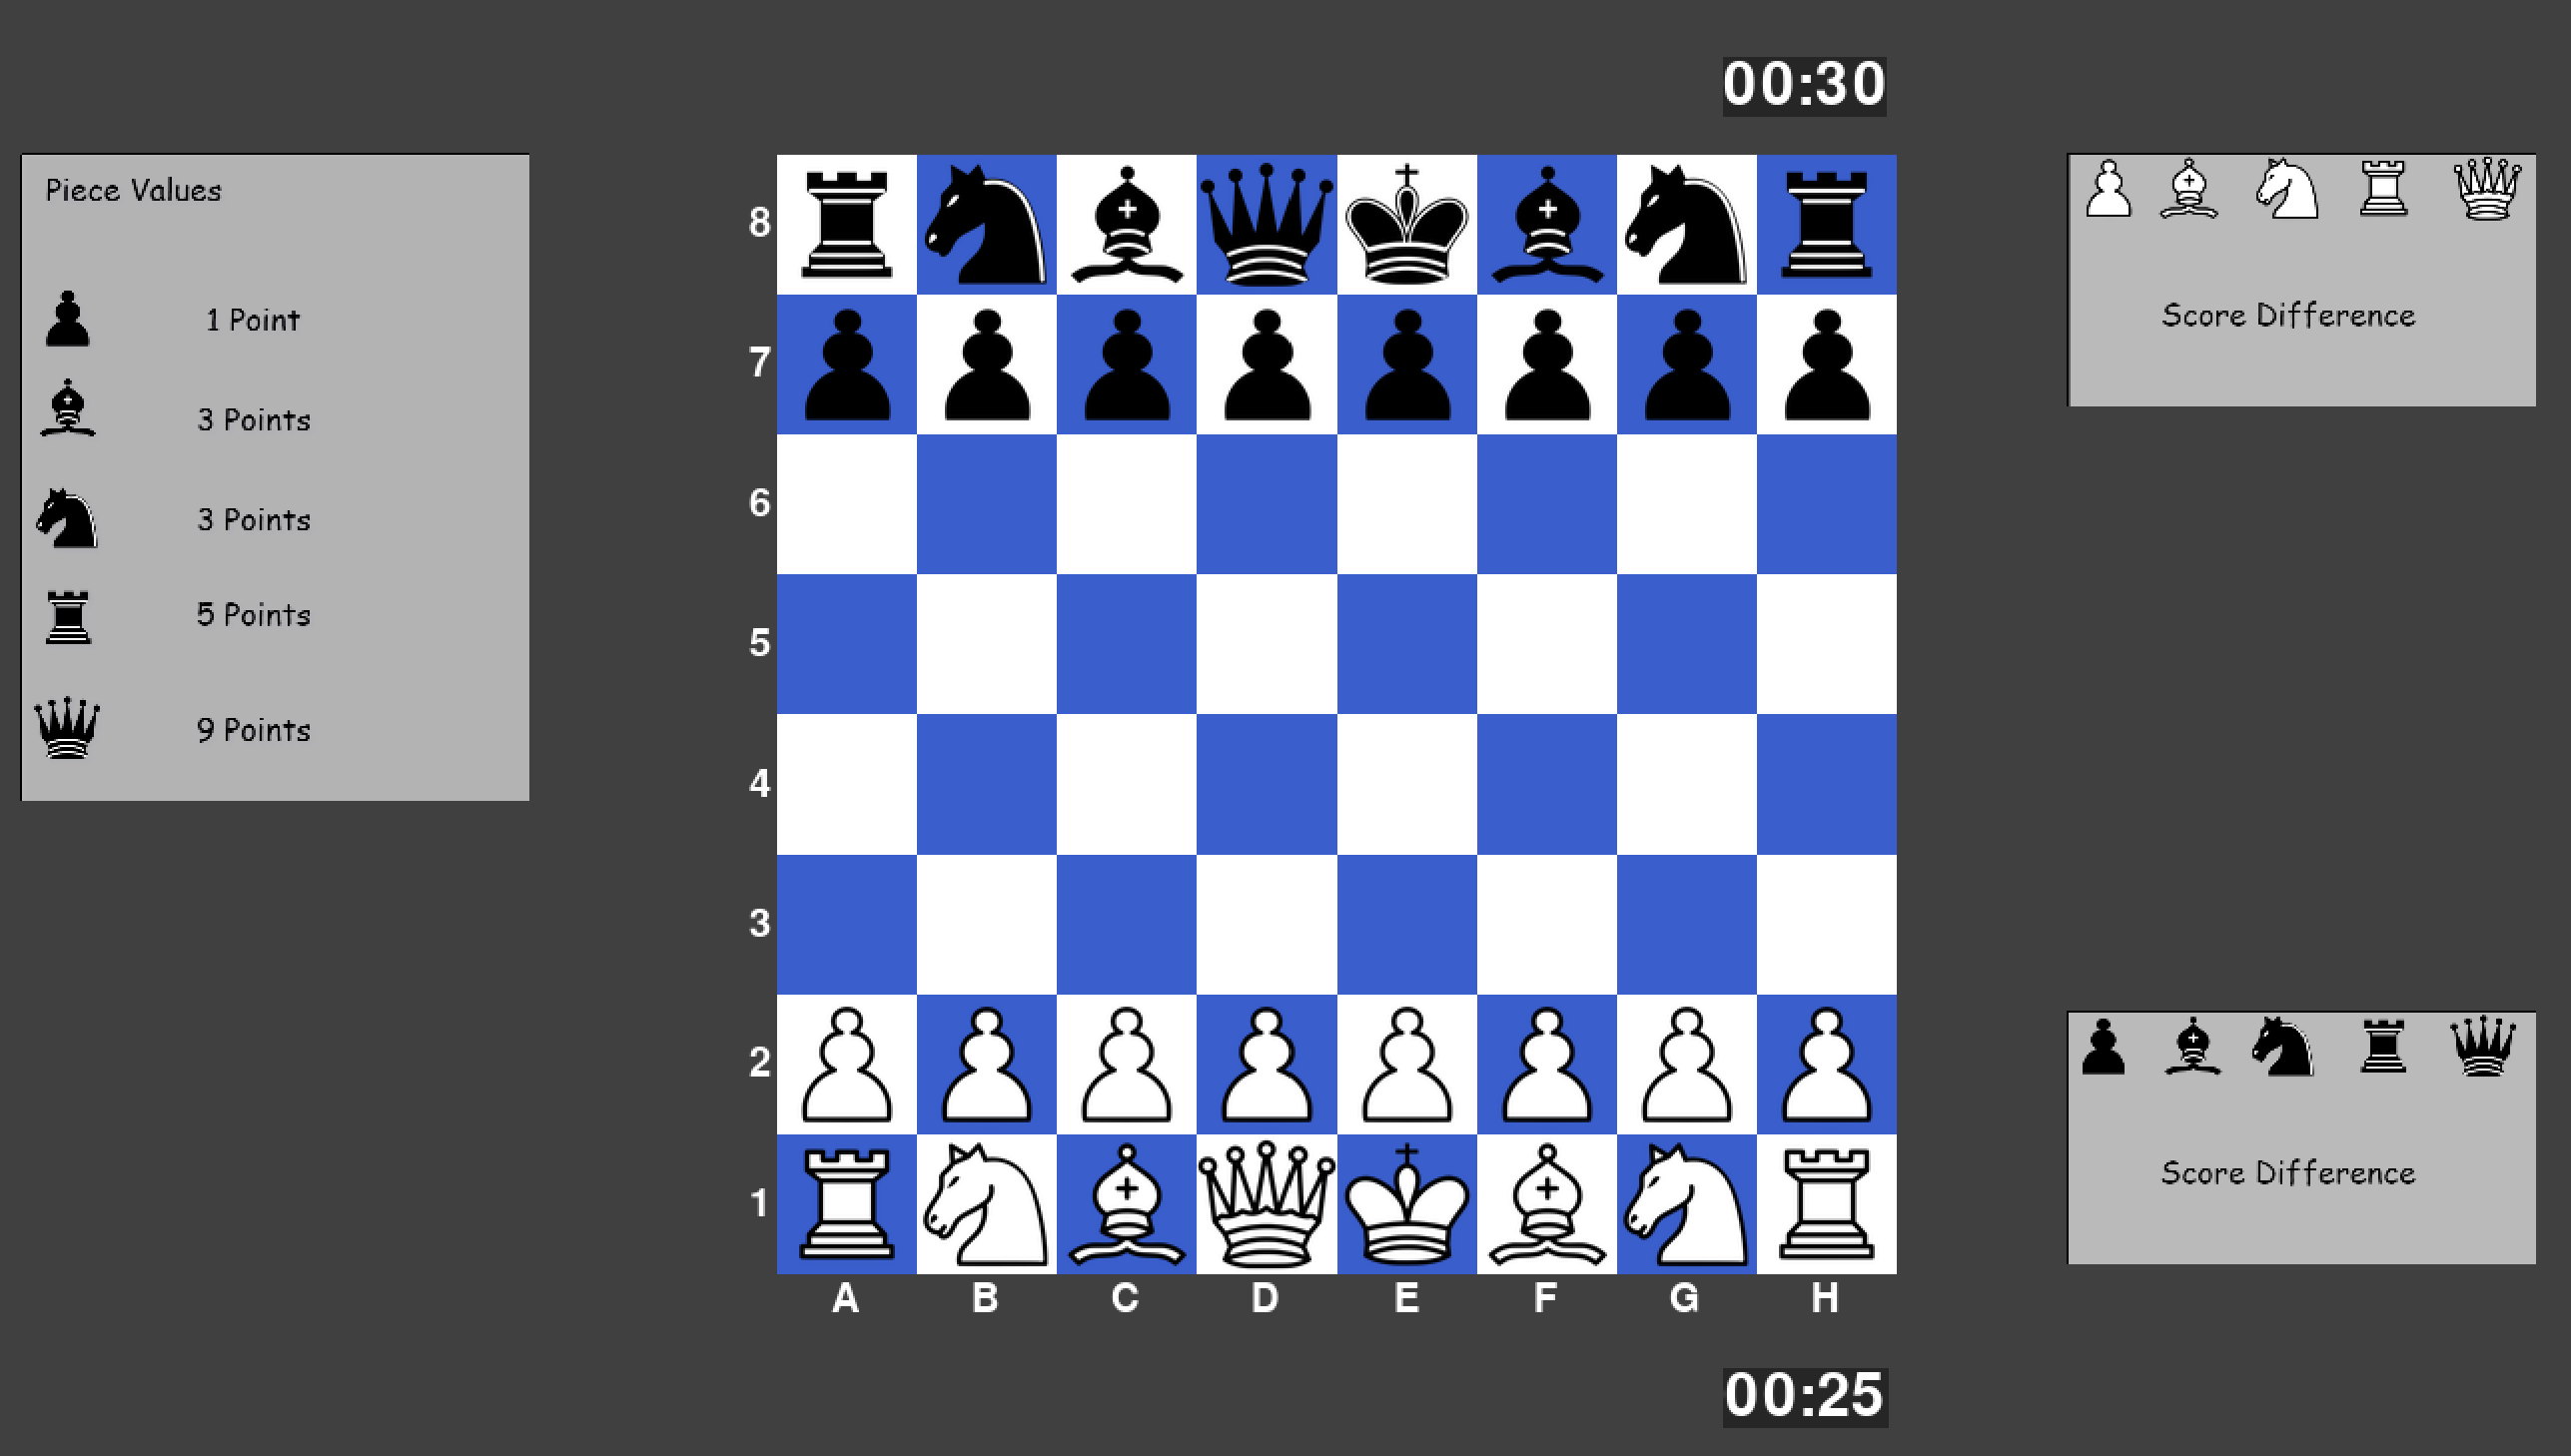 00:30
Piece Values
1 Point
3 Points
3 Points
5 Points
9 Points
8
7
6
5
4
3
2
1
A B C D E F G H
Score Difference
Score Difference
00:25